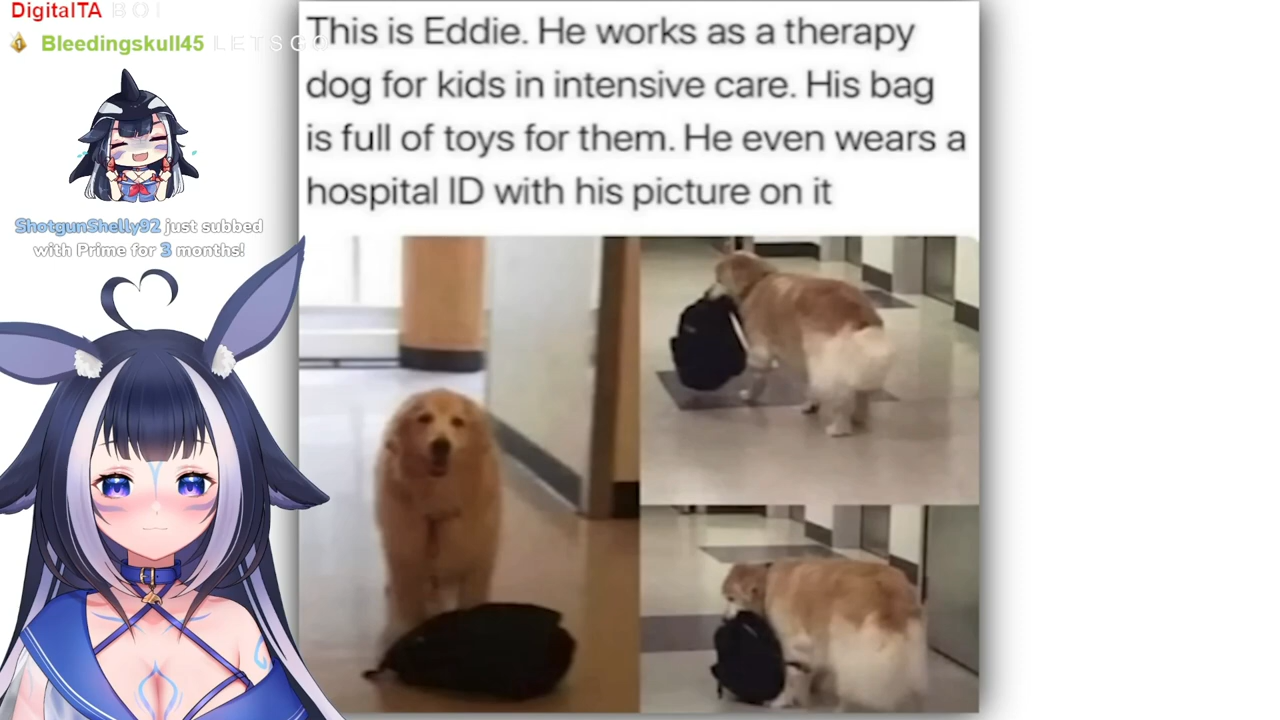 DigitalTA BOI
Bleedingskull45 LETSGO
ShotgunShelly92 just subbed
with Prime for 3 months!
This is Eddie. He works as a therapy
dog for kids in intensive care. His bag
is full of toys for them. He even wears a
hospital ID with his picture on it